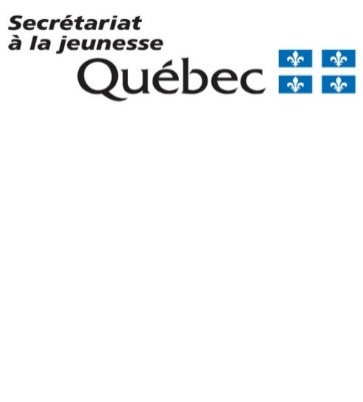 Secrétariat
à la jeunesse
Québec